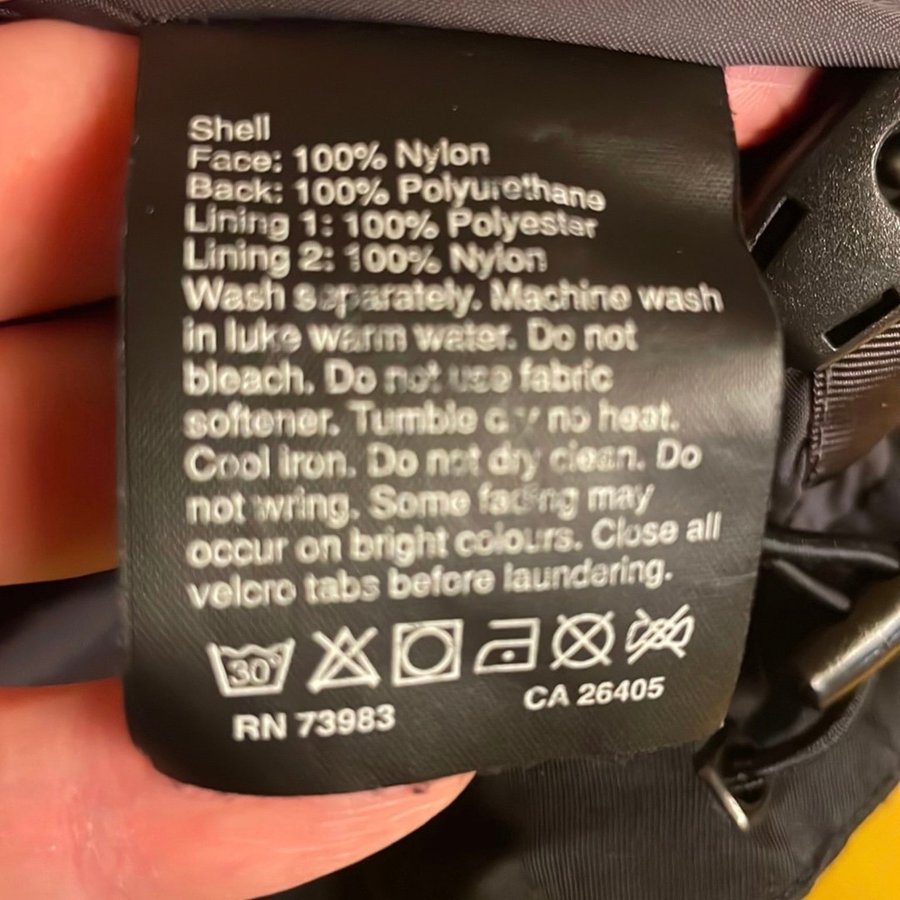 Shell
Face: 100% Nylon
Back: 100% Polyurethane
Lining 1: 100% Polyester
Lining 2: 100% Nylon
Wash separately. Machine wash
in luke warm water. Do not
bleach. Do not use fabric
softener. Tumble dry no heat.
Cool iron. Do not dry clean. Do
not wring. Some fading may
occur on bright colours. Close all
velcro tabs before laundering.
30°
RN 73983
CA 26405